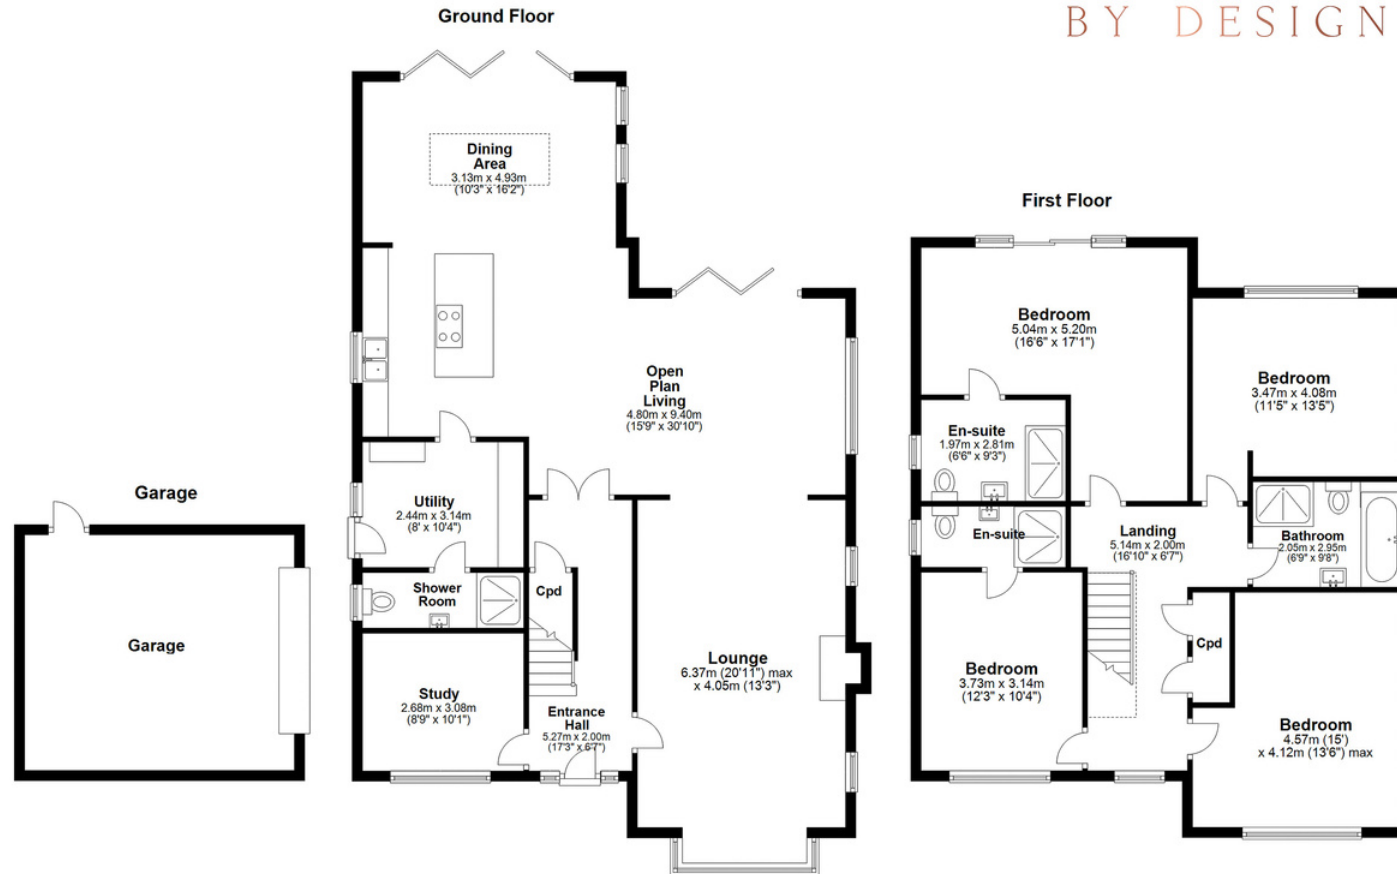 BY DESIGN
Ground Floor
Dining
Area
3.13m x 4.93m
(10'3" x 16'2")
Open
Plan
Living
4.80m x 9.40m
(15'9" x 30'10")
Utility
2.44m x 3.14m
(8' x 10'4")
Shower
Room
Cpd
Study
2.68m x 3.08m
(8'9" x 10'1")
Entrance
Hall
5.27m x 2.00m
(17'3" x 6'7")
Lounge
6.37m (20'11") max
x 4.05m (13'3")
Garage
Garage
First Floor
Bedroom
5.04m x 5.20m
(16'6" x 17'1")
Bedroom
3.47m x 4.08m
(11'5" x 13'5")
En-suite
1.97m x 2.81m
(6'6" x 9'3")
En-suite
Landing
5.14m x 2.00m
(16'10" x 6'7")
Bathroom
2.05m x 2.95m
(6'9" x 9'8")
Cpd
Bedroom
3.73m x 3.14m
(12'3" x 10'4")
Bedroom
4.57m (15')
x 4.12m (13'6") max